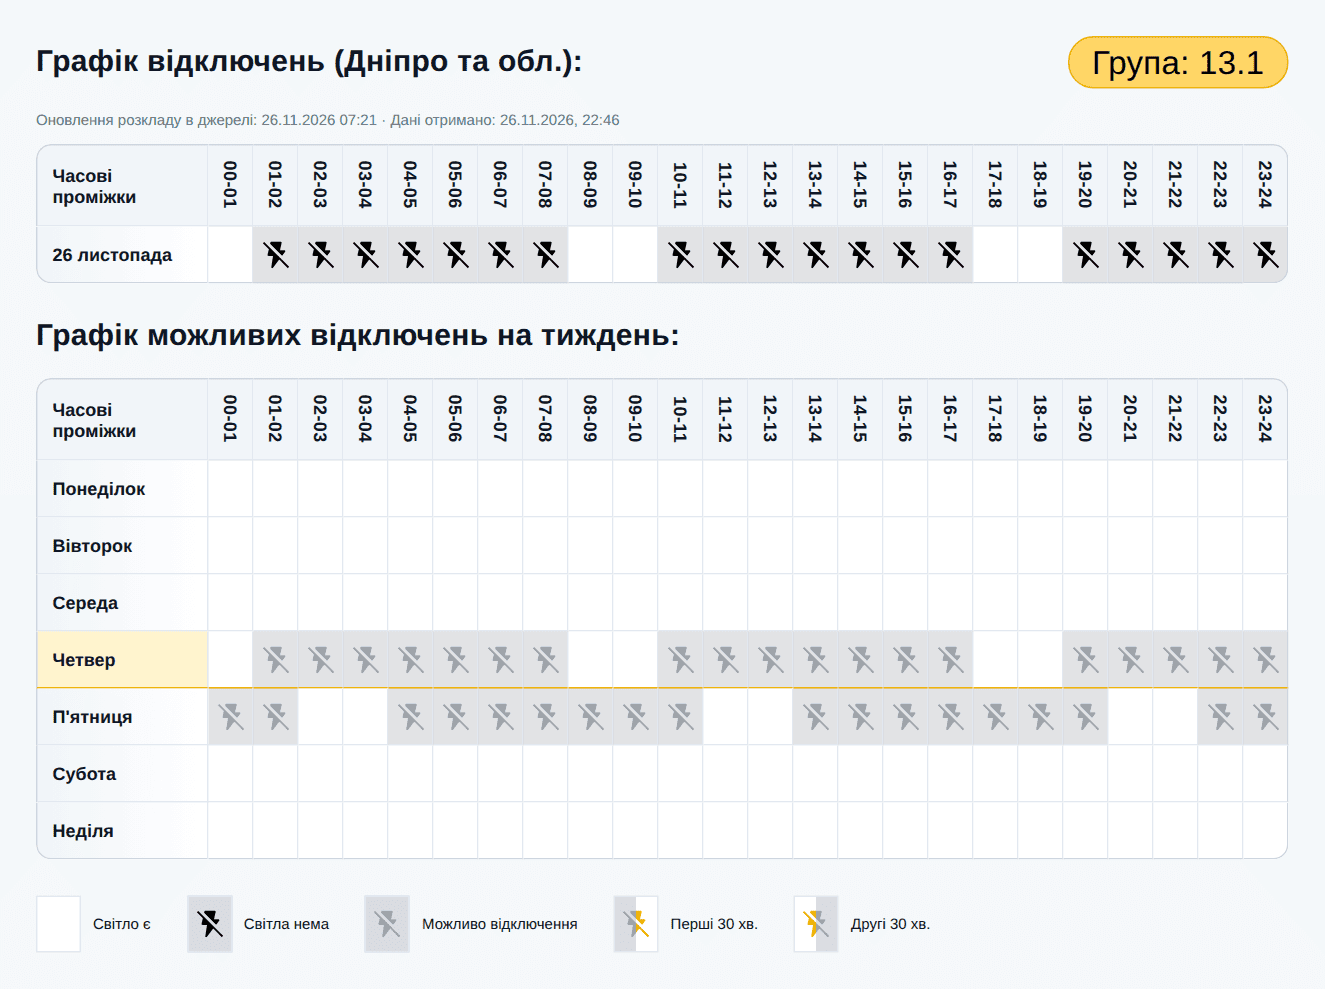 Графік відключень (Дніпро та обл.):
Група: 13.1
Оновлення розкладу в джерелі: 26.11.2026 07:21 · Дані отримано: 26.11.2026, 22:46
Часові
проміжки
00-01 01-02 02-03 03-04 04-05 05-06 06-07 07-08 08-09 09-10 10-11 11-12 12-13 13-14 14-15 15-16 16-17 17-18 18-19 19-20 20-21 21-22 22-23 23-24
26 листопада
Графік можливих відключень на тиждень:
Часові
проміжки
00-01 01-02 02-03 03-04 04-05 05-06 06-07 07-08 08-09 09-10 10-11 11-12 12-13 13-14 14-15 15-16 16-17 17-18 18-19 19-20 20-21 21-22 22-23 23-24
Понеділок
Вівторок
Середа
Четвер
П'ятниця
Субота
Неділя
Світло є
Світла нема
Можливо відключення
Перші 30 хв.
Другі 30 хв.